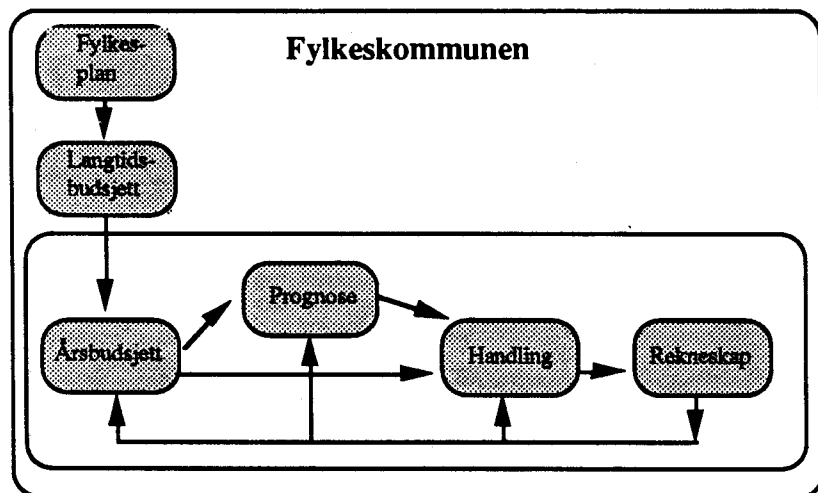 Fylkeskommunen
Fylkes-
plan
Langtids-
budsjett
Prognose
Årsbudsjett
Handling
Rekneskap